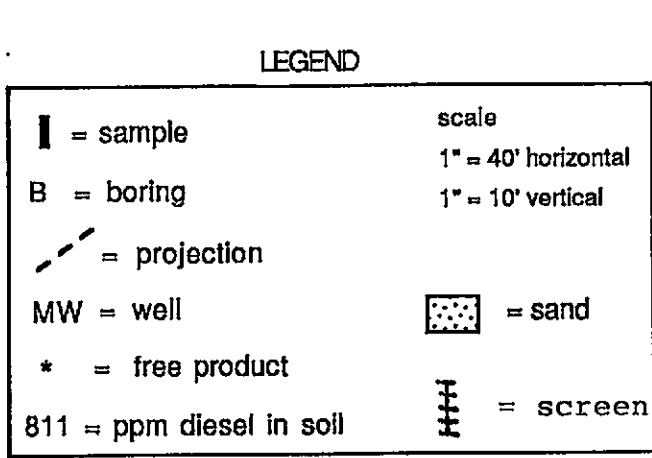 LEGEND
= sample
B = boring
= projection
MW = well
* = free product
811 = ppm diesel in soil
scale
1" = 40' horizontal
1" = 10' vertical
= sand
= screen